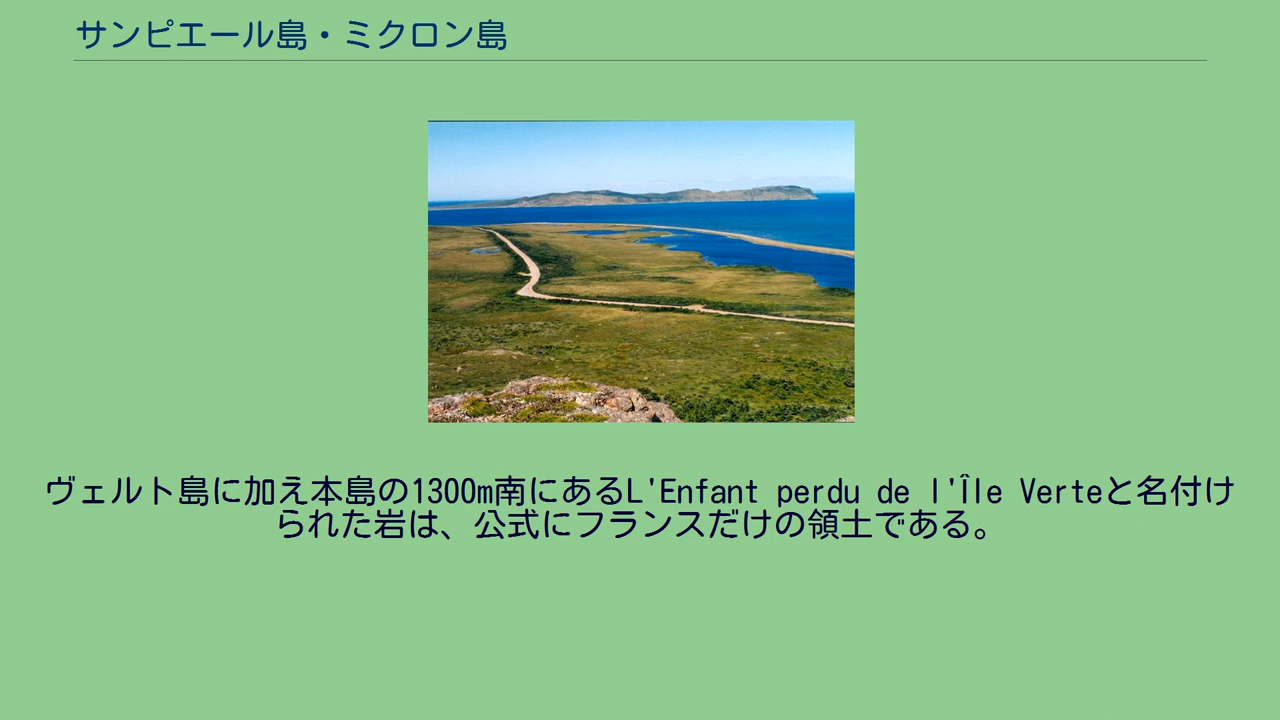 サンピエール島・ミクロン島
ヴェルト島に加え本島の1300m南にあるL'Enfant perdu de l'Île Verteと名付け
られた岩は、公式にフランスだけの領土である。